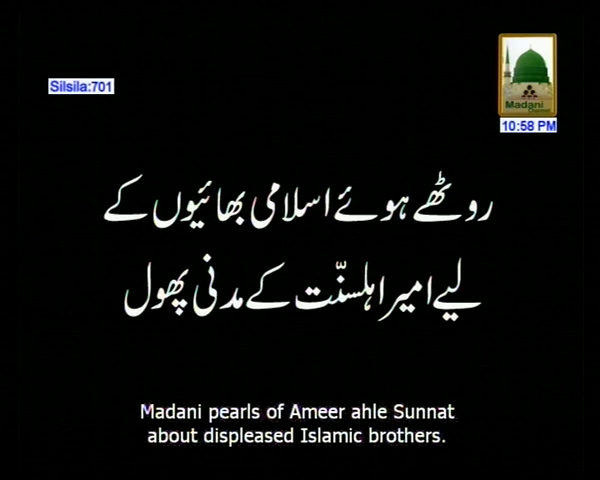 Silsila:701
Madani
Channel
10:58 PM
روٹھے ہوئے اسلامی بھائیوں کے
لیے امیر اہلسنّت کے مدنی پھول
Madani pearls of Ameer ahle Sunnat
about displeased Islamic brothers.